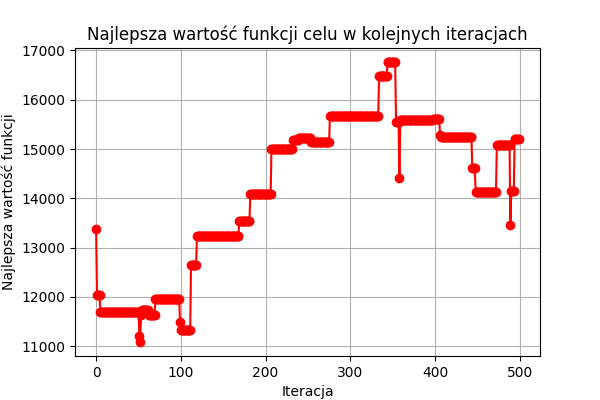 Najlepsza wartość funkcji celu w kolejnych iteracjach
Najlepsza wartość funkcji
17000
16000
15000
14000
13000
12000
11000
0 100 200 300 400 500
Iteracja